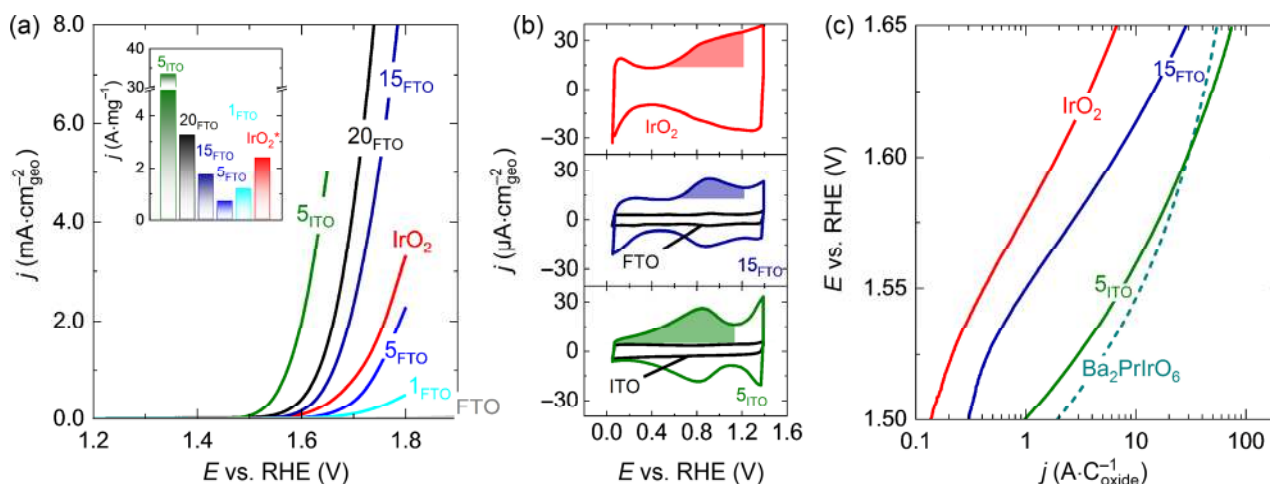 (a)
8.0
6.0
4.0
2.0
0.0
j (mA·cm⁻²geo)
1.2
1.4
1.6
1.8
E vs. RHE (V)
40
30
4
2
0
j (A·mg⁻¹)
5ITO
20FTO
15FTO
5FTO
1FTO
IrO₂*
15FTO
20FTO
5ITO
IrO₂
5FTO
1FTO
FTO
(b)
30
0
−30
IrO₂
30
0
−30
FTO
15FTO
30
0
−30
ITO
5ITO
j (µA·cm⁻²geo)
0.0
0.4
0.8
1.2
1.6
E vs. RHE (V)
(c)
1.65
1.60
1.55
1.50
E vs. RHE (V)
IrO₂
15FTO
5ITO
Ba₂PrIrO₆
0.1
1
10
100
j (A·C⁻¹oxide)